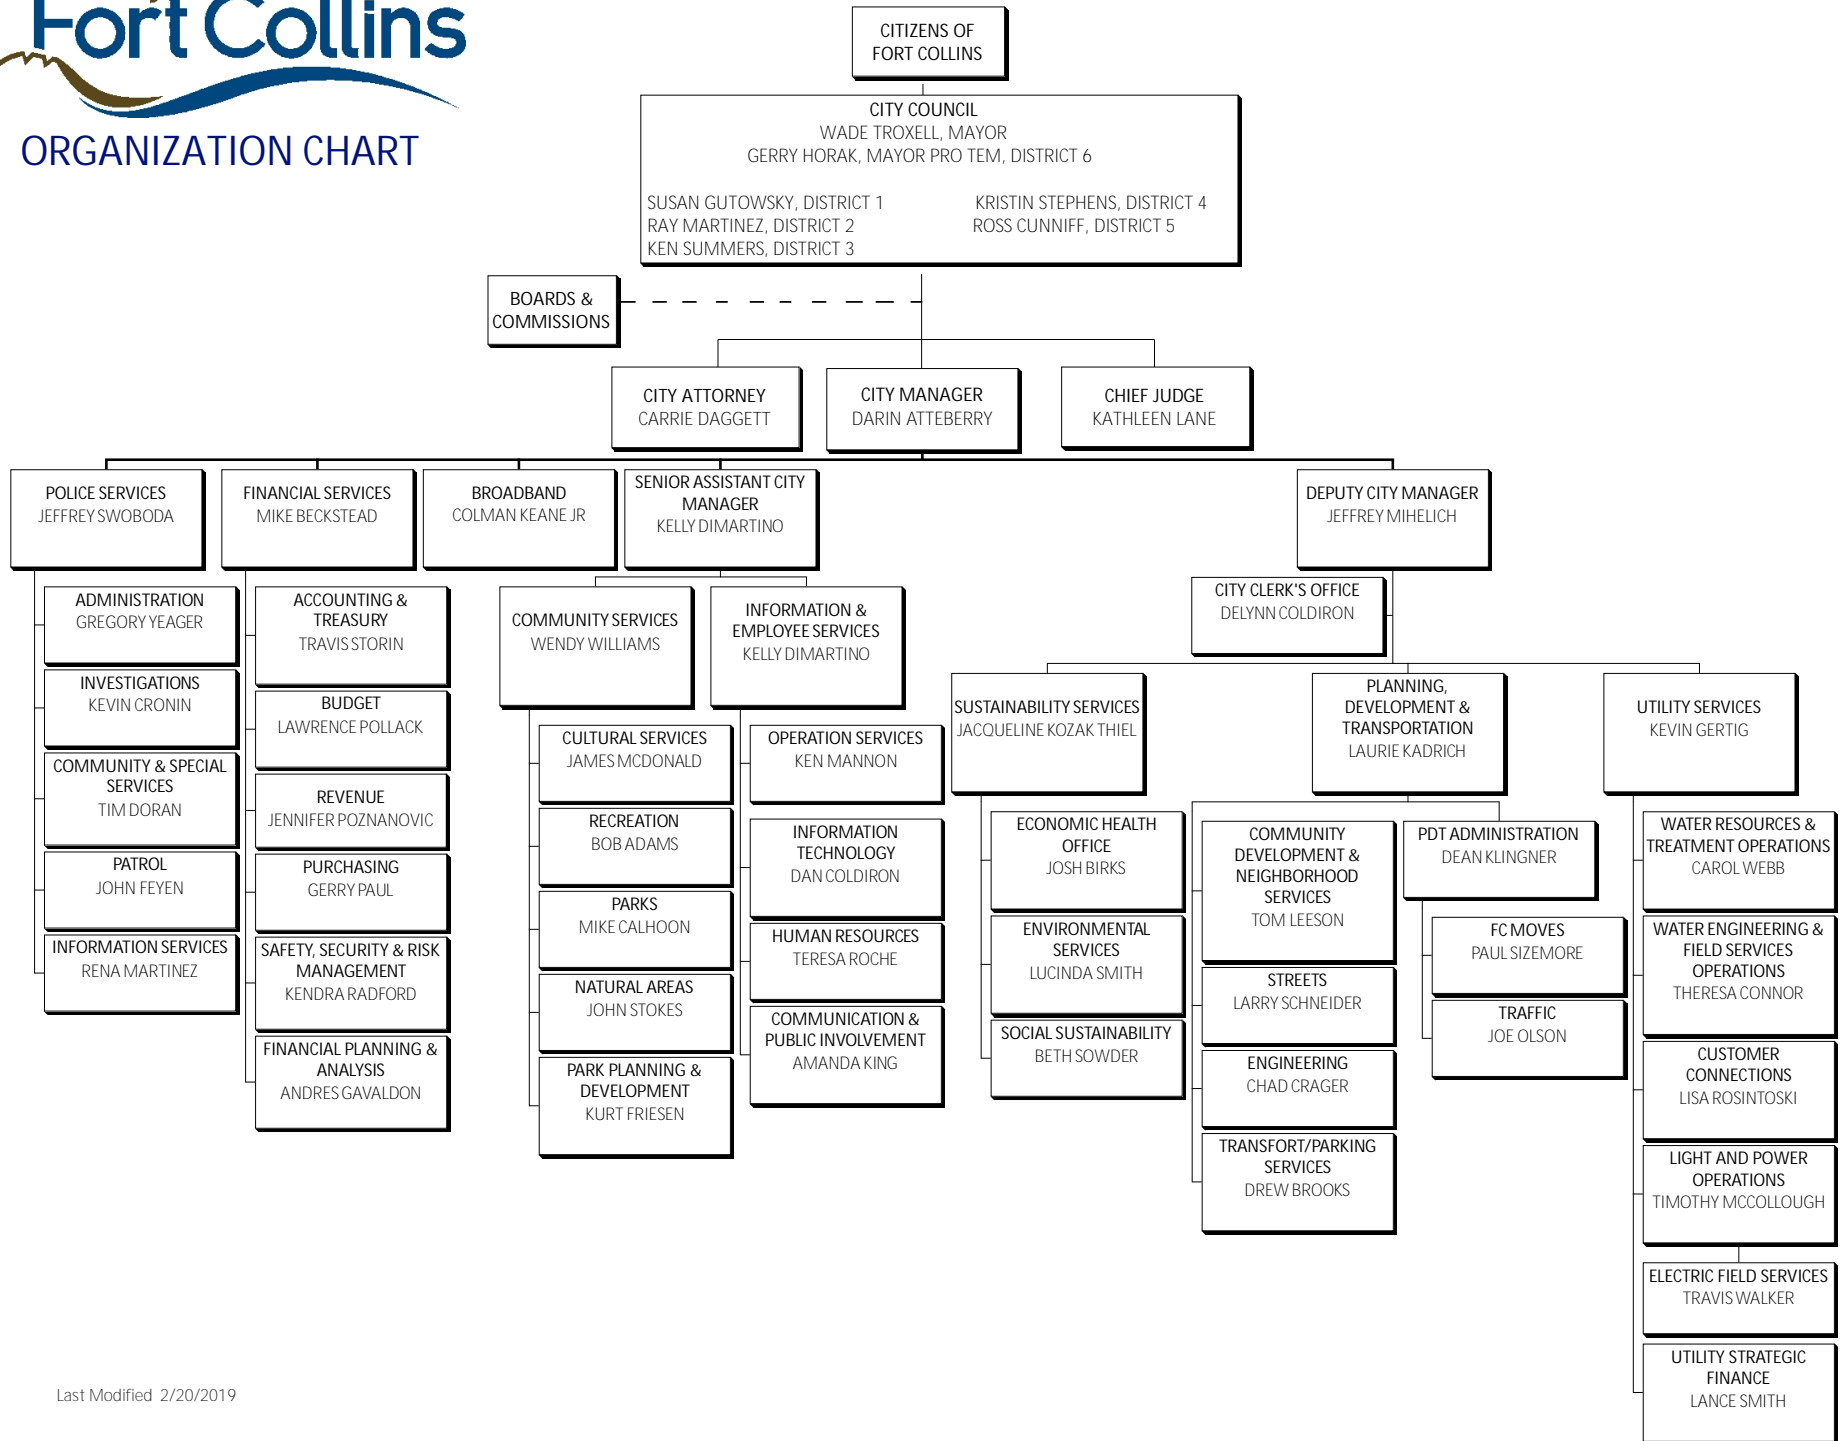 Fort Collins
ORGANIZATION CHART
CITIZENS OF
FORT COLLINS
CITY COUNCIL
WADE TROXELL, MAYOR
GERRY HORAK, MAYOR PRO TEM, DISTRICT 6
SUSAN GUTOWSKY, DISTRICT 1
RAY MARTINEZ, DISTRICT 2
KEN SUMMERS, DISTRICT 3
KRISTIN STEPHENS, DISTRICT 4
ROSS CUNNIFF, DISTRICT 5
BOARDS &
COMMISSIONS
CITY ATTORNEY
CARRIE DAGGETT
CITY MANAGER
DARIN ATTEBERRY
CHIEF JUDGE
KATHLEEN LANE
POLICE SERVICES
JEFFREY SWOBODA
FINANCIAL SERVICES
MIKE BECKSTEAD
BROADBAND
COLMAN KEANE JR
SENIOR ASSISTANT CITY
MANAGER
KELLY DIMARTINO
DEPUTY CITY MANAGER
JEFFREY MIHELICH
ADMINISTRATION
GREGORY YEAGER
INVESTIGATIONS
KEVIN CRONIN
COMMUNITY & SPECIAL
SERVICES
TIM DORAN
PATROL
JOHN FEYEN
INFORMATION SERVICES
RENA MARTINEZ
ACCOUNTING &
TREASURY
TRAVIS STORIN
BUDGET
LAWRENCE POLLACK
REVENUE
JENNIFER POZNANOVIC
PURCHASING
GERRY PAUL
SAFETY, SECURITY & RISK
MANAGEMENT
KENDRA RADFORD
FINANCIAL PLANNING &
ANALYSIS
ANDRES GAVALDON
COMMUNITY SERVICES
WENDY WILLIAMS
CULTURAL SERVICES
JAMES MCDONALD
RECREATION
BOB ADAMS
PARKS
MIKE CALHOON
NATURAL AREAS
JOHN STOKES
PARK PLANNING &
DEVELOPMENT
KURT FRIESEN
INFORMATION &
EMPLOYEE SERVICES
KELLY DIMARTINO
OPERATION SERVICES
KEN MANNON
INFORMATION
TECHNOLOGY
DAN COLDIRON
HUMAN RESOURCES
TERESA ROCHE
COMMUNICATION &
PUBLIC INVOLVEMENT
AMANDA KING
CITY CLERK'S OFFICE
DELYNN COLDIRON
SUSTAINABILITY SERVICES
JACQUELINE KOZAK THIEL
ECONOMIC HEALTH
OFFICE
JOSH BIRKS
ENVIRONMENTAL
SERVICES
LUCINDA SMITH
SOCIAL SUSTAINABILITY
BETH SOWDER
PLANNING,
DEVELOPMENT &
TRANSPORTATION
LAURIE KADRICH
COMMUNITY
DEVELOPMENT &
NEIGHBORHOOD
SERVICES
TOM LEESON
STREETS
LARRY SCHNEIDER
ENGINEERING
CHAD CRAGER
TRANSFORT/PARKING
SERVICES
DREW BROOKS
PDT ADMINISTRATION
DEAN KLINGNER
FC MOVES
PAUL SIZEMORE
TRAFFIC
JOE OLSON
UTILITY SERVICES
KEVIN GERTIG
WATER RESOURCES &
TREATMENT OPERATIONS
CAROL WEBB
WATER ENGINEERING &
FIELD SERVICES
OPERATIONS
THERESA CONNOR
CUSTOMER
CONNECTIONS
LISA ROSINTOSKI
LIGHT AND POWER
OPERATIONS
TIMOTHY MCCOLLOUGH
ELECTRIC FIELD SERVICES
TRAVIS WALKER
UTILITY STRATEGIC
FINANCE
LANCE SMITH
Last Modified 2/20/2019